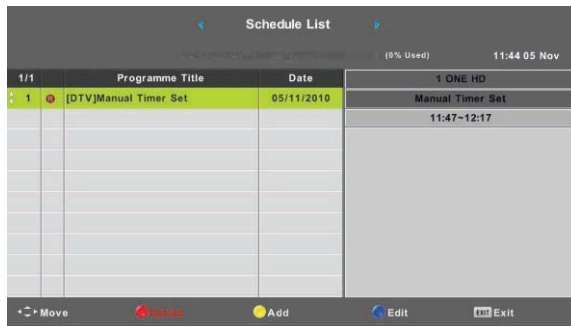 Schedule List
(0% Used) 11:44 05 Nov
1/1 Programme Title Date 1 ONE HD
1 [DTV]Manual Timer Set 05/11/2010 Manual Timer Set
11:47~12:17
Move Delete Add Edit EXIT Exit